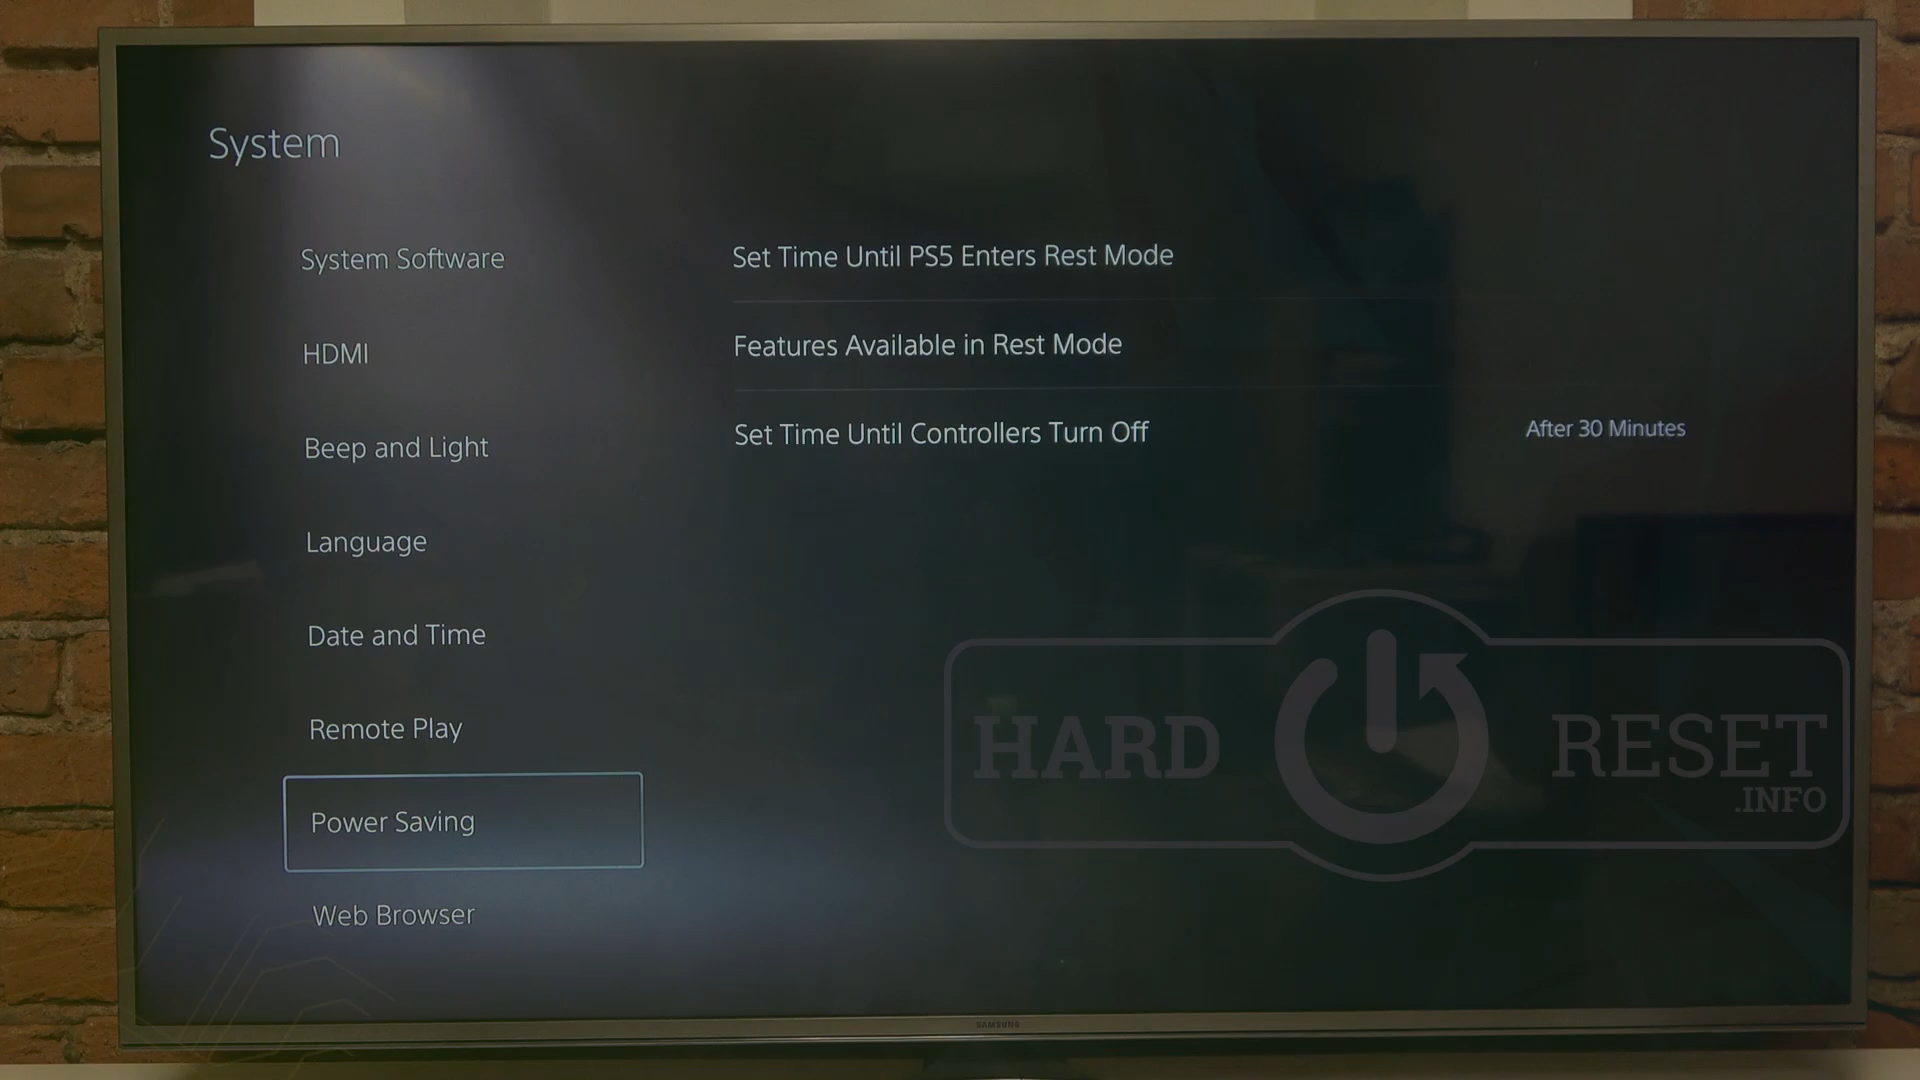 System
System Software
HDMI
Beep and Light
Language
Date and Time
Remote Play
Power Saving
Web Browser
Set Time Until PS5 Enters Rest Mode
Features Available in Rest Mode
Set Time Until Controllers Turn Off
After 30 Minutes
HARD RESET
.INFO
SAMSUNG